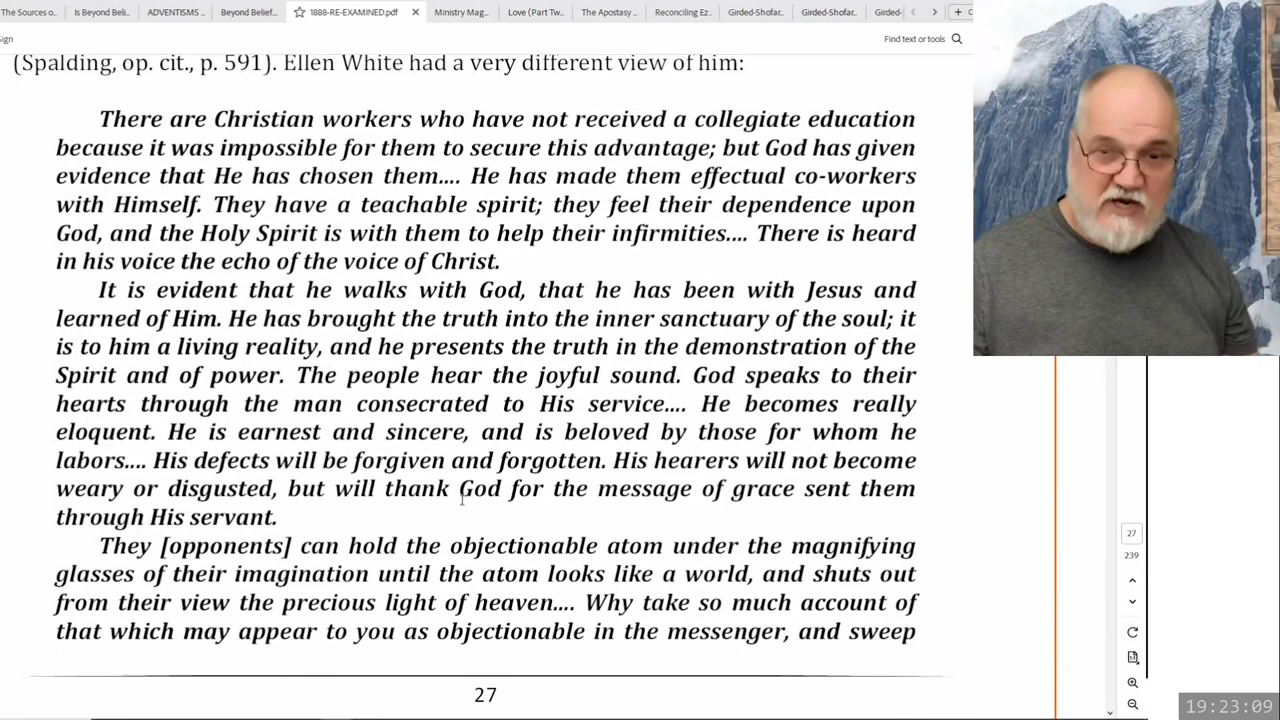 The Sources o...
Is Beyond Beli...
ADVENTISMS ...
Beyond Belief...
1888-RE-EXAMINED.pdf
Ministry Mag...
Love (Part Tw...
The Apostasy ...
Reconciling Ez...
Girded-Shofar...
Girded-Shofar...
Girded-
Sign
Find text or tools
(Spalding, op. cit., p. 591). Ellen White had a very different view of him:
There are Christian workers who have not received a collegiate education
because it was impossible for them to secure this advantage; but God has given
evidence that He has chosen them.... He has made them effectual co-workers
with Himself. They have a teachable spirit; they feel their dependence upon
God, and the Holy Spirit is with them to help their infirmities.... There is heard
in his voice the echo of the voice of Christ.
It is evident that he walks with God, that he has been with Jesus and
learned of Him. He has brought the truth into the inner sanctuary of the soul; it
is to him a living reality, and he presents the truth in the demonstration of the
Spirit and of power. The people hear the joyful sound. God speaks to their
hearts through the man consecrated to His service.... He becomes really
eloquent. He is earnest and sincere, and is beloved by those for whom he
labors.... His defects will be forgiven and forgotten. His hearers will not become
weary or disgusted, but will thank God for the message of grace sent them
through His servant.
They [opponents] can hold the objectionable atom under the magnifying
glasses of their imagination until the atom looks like a world, and shuts out
from their view the precious light of heaven.... Why take so much account of
that which may appear to you as objectionable in the messenger, and sweep
27
27
239
19:23:09